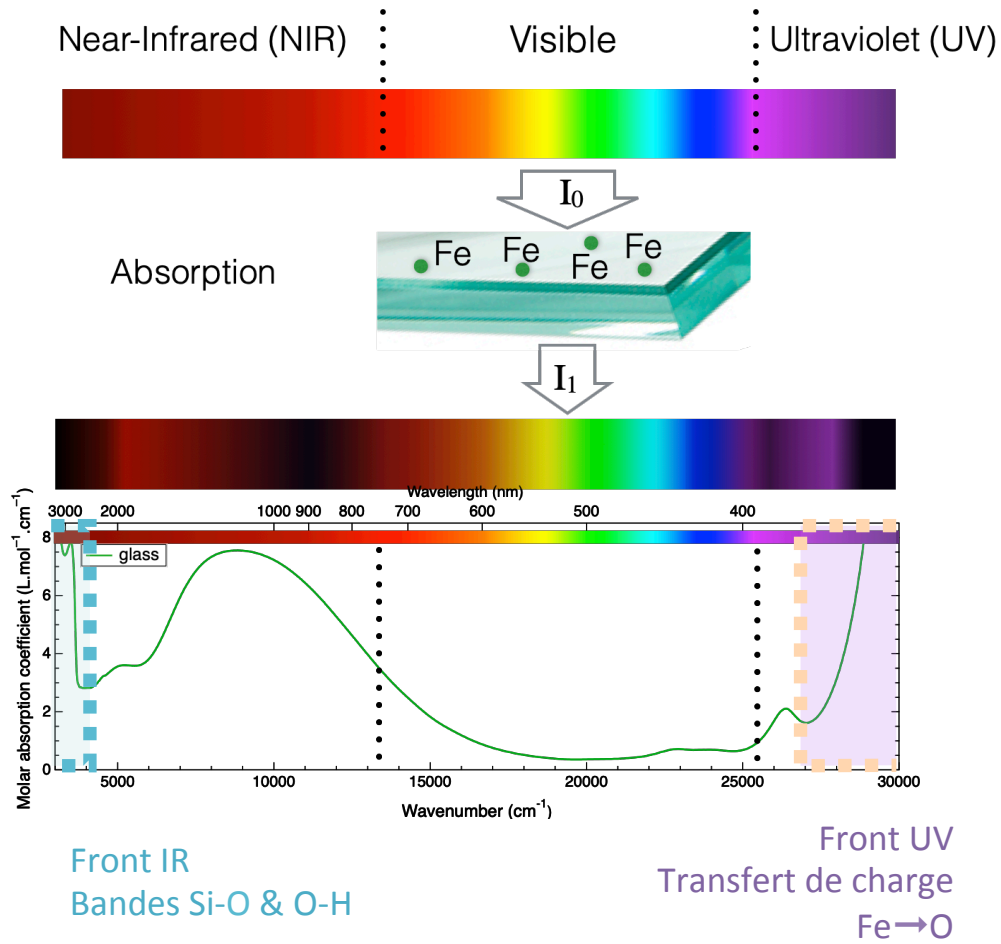 Near-Infrared (NIR)
Visible
Ultraviolet (UV)
I0
Absorption
Fe
Fe
Fe
Fe
I1
Wavelength (nm)
3000 2000 1000 900 800 700 600 500 400
Molar absorption coefficient (L.mol⁻¹.cm⁻¹)
8
6
4
2
0
glass
5000 10000 15000 20000 25000 30000
Wavenumber (cm⁻¹)
Front IR
Bandes Si-O & O-H
Front UV
Transfert de charge
Fe→O